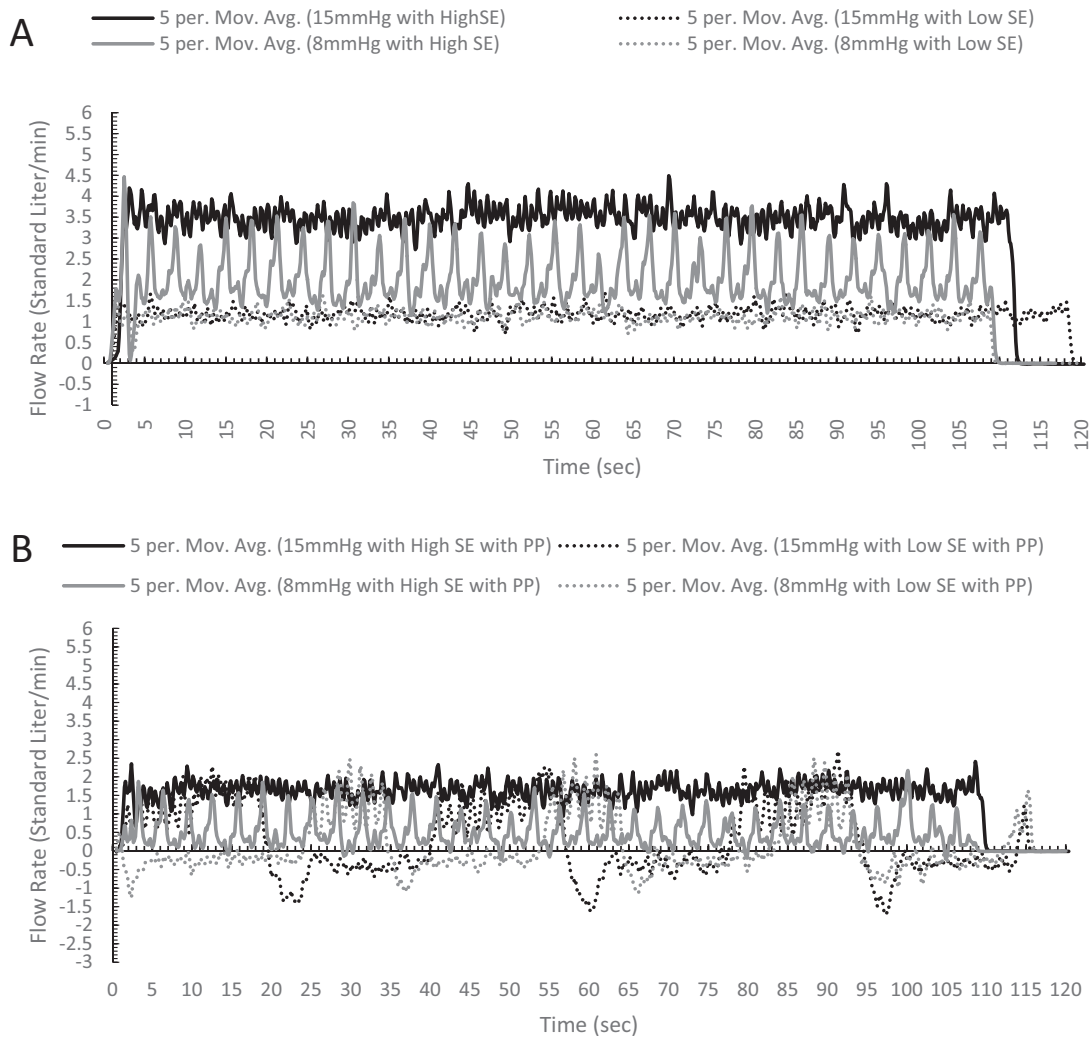 A
5 per. Mov. Avg. (15mmHg with HighSE)
5 per. Mov. Avg. (15mmHg with Low SE)
5 per. Mov. Avg. (8mmHg with High SE)
5 per. Mov. Avg. (8mmHg with Low SE)
Flow Rate (Standard Liter/min)
6
5.5
5
4.5
4
3.5
3
2.5
2
1.5
1
0.5
0
-0.5
-1
0 5 10 15 20 25 30 35 40 45 50 55 60 65 70 75 80 85 90 95 100 105 110 115 120
Time (sec)
B
5 per. Mov. Avg. (15mmHg with High SE with PP)
5 per. Mov. Avg. (15mmHg with Low SE with PP)
5 per. Mov. Avg. (8mmHg with High SE with PP)
5 per. Mov. Avg. (8mmHg with Low SE with PP)
Flow Rate (Standard Liter/min)
6
5.5
5
4.5
4
3.5
3
2.5
2
1.5
1
0.5
0
-0.5
-1
-1.5
-2
-2.5
-3
0 5 10 15 20 25 30 35 40 45 50 55 60 65 70 75 80 85 90 95 100 105 110 115 120
Time (sec)